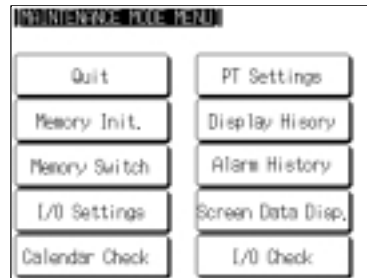 [MAINTENANCE MODE MENU]
Quit
PT Settings
Memory Init.
Display Hisory
Memory Switch
Alarm History
I/O Settings
Screen Data Disp.
Calendar Check
I/O Check